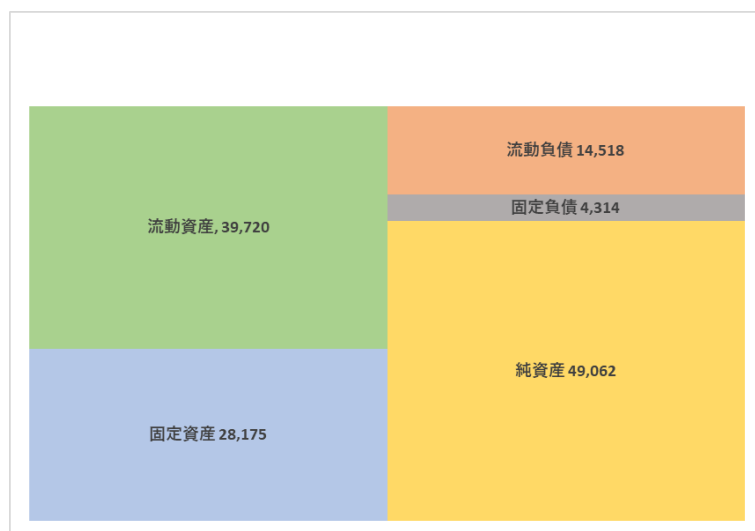 流動資産, 39,720
固定資産 28,175
流動負債 14,518
固定負債 4,314
純資産 49,062